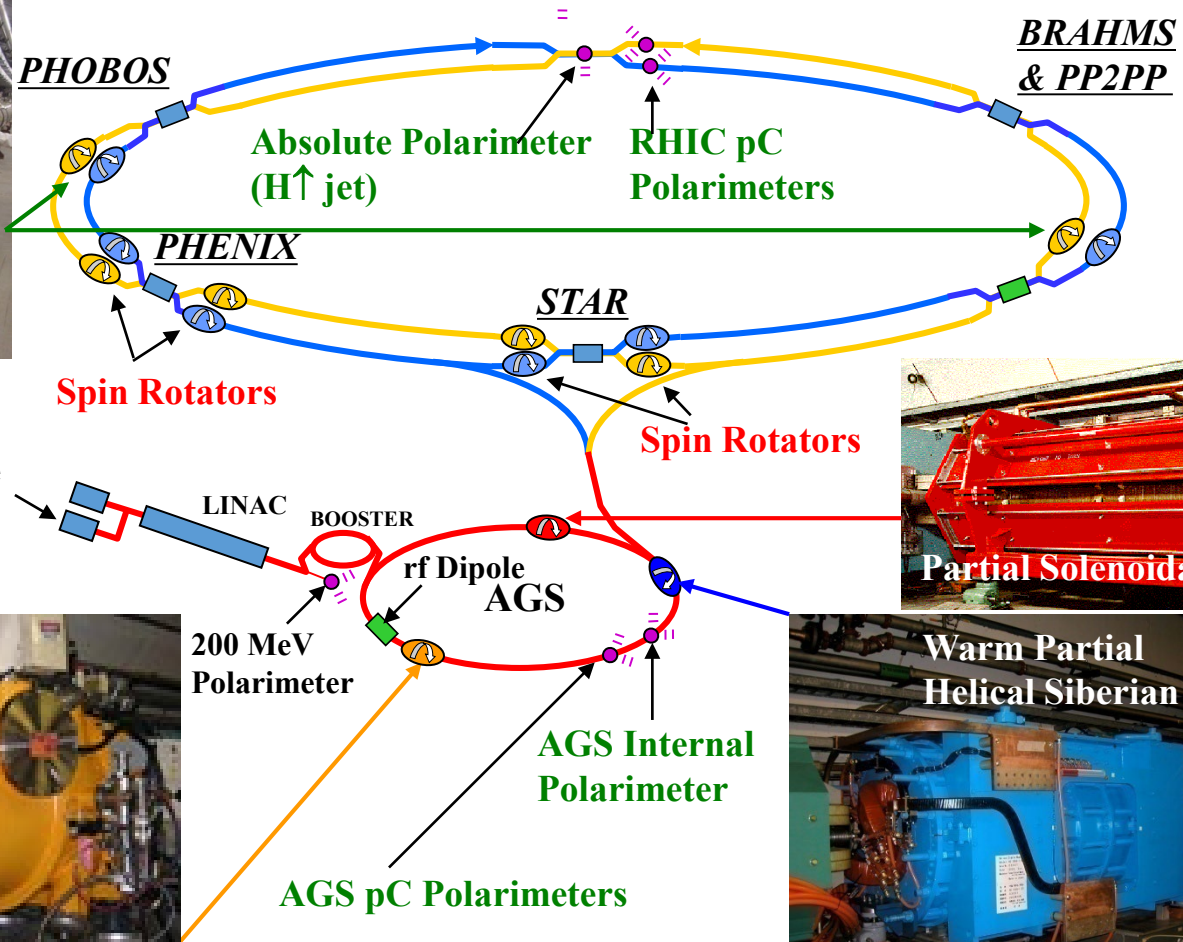 PHOBOS
BRAHMS
& PP2PP
Absolute Polarimeter
(H↑ jet)
RHIC pC
Polarimeters
PHENIX
STAR
Spin Rotators
Spin Rotators
LINAC
BOOSTER
rf Dipole
AGS
Partial Solenoida
200 MeV
Polarimeter
Warm Partial
Helical Siberian
AGS Internal
Polarimeter
AGS pC Polarimeters